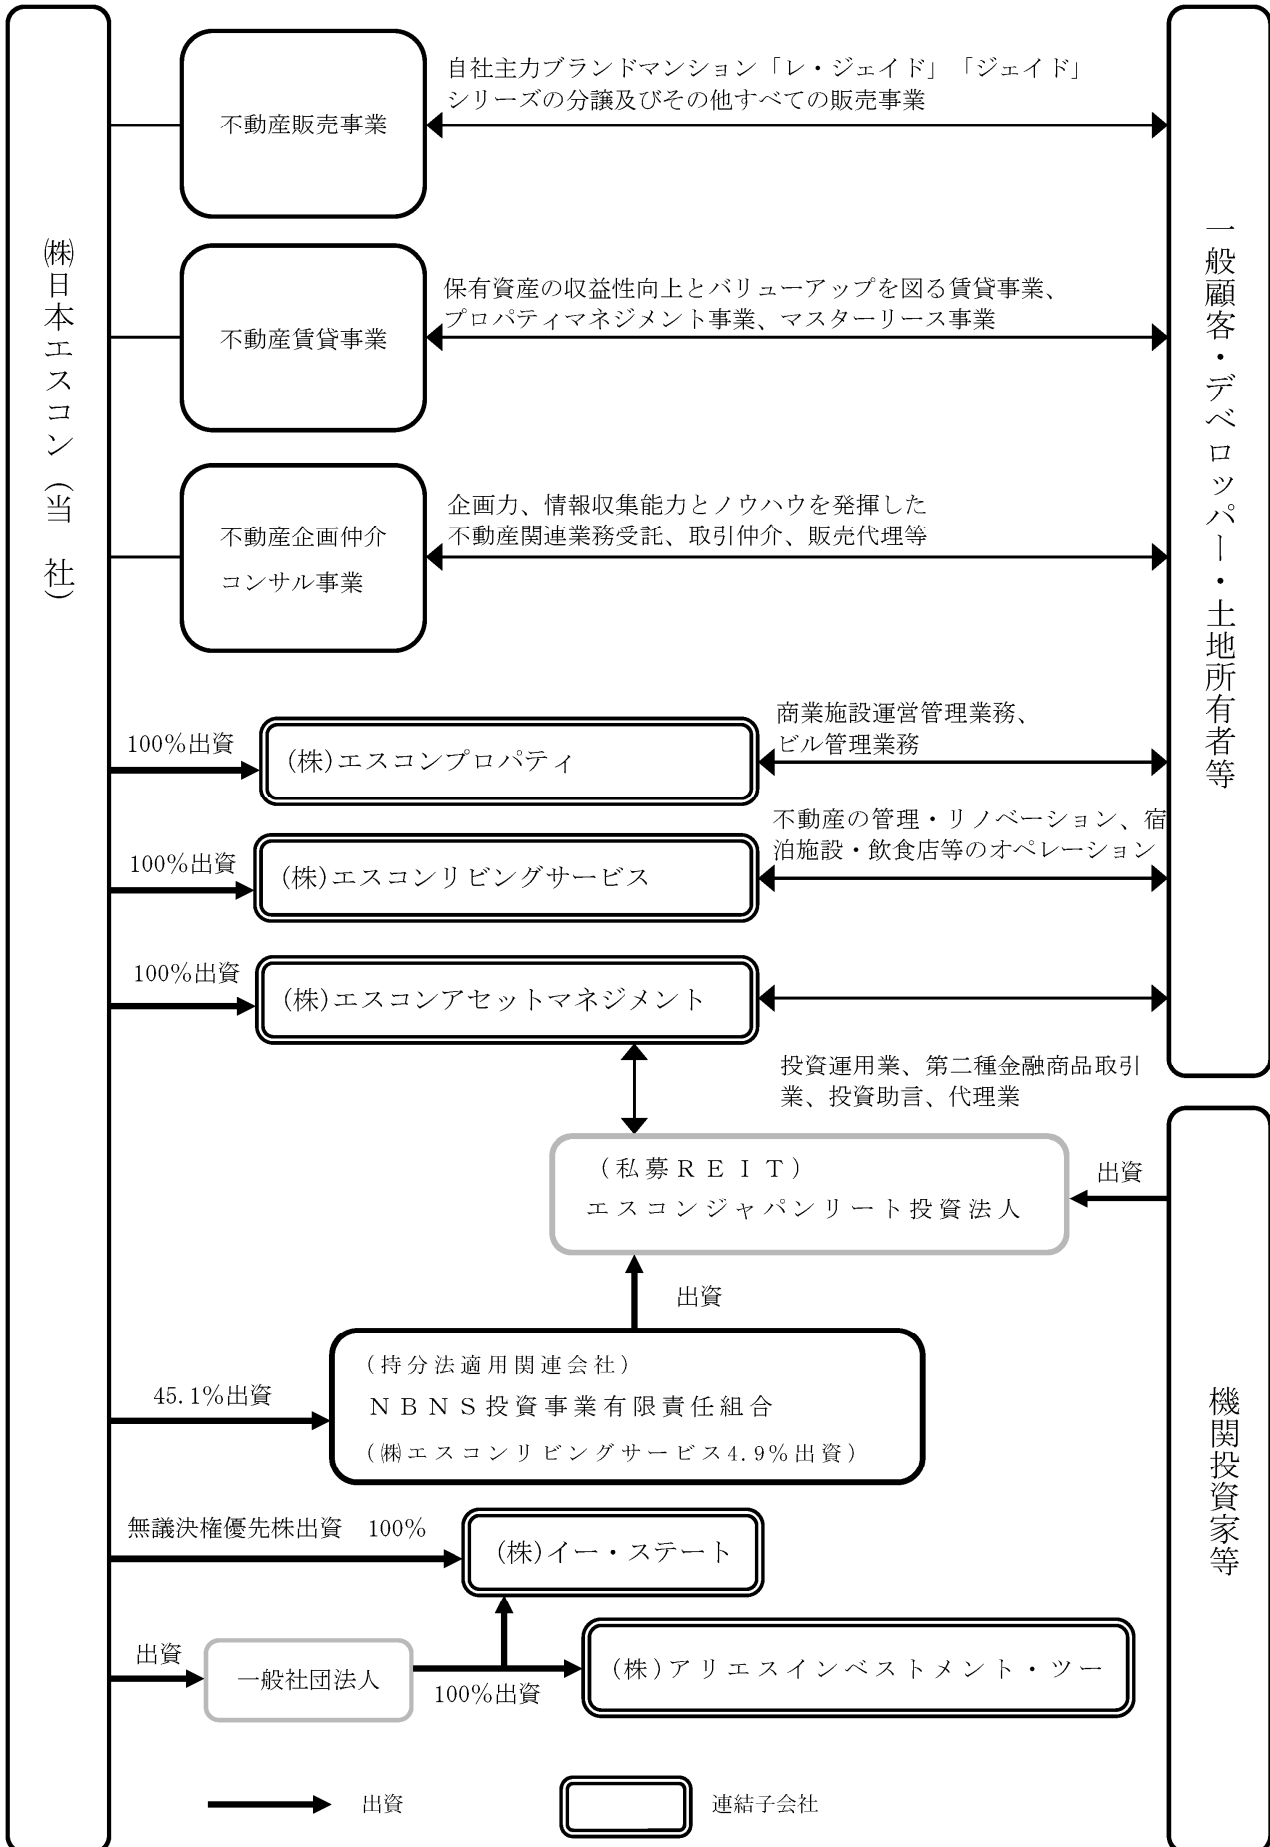 ㈱日本エスコン（当　社）
不動産販売事業
自社主力ブランドマンション「レ・ジェイド」「ジェイド」
シリーズの分譲及びその他すべての販売事業
不動産賃貸事業
保有資産の収益性向上とバリューアップを図る賃貸事業、
プロパティマネジメント事業、マスターリース事業
不動産企画仲介
コンサル事業
企画力、情報収集能力とノウハウを発揮した
不動産関連業務受託、取引仲介、販売代理等
一般顧客・デベロッパー・土地所有者等
100%出資
(株)エスコンプロパティ
商業施設運営管理業務、
ビル管理業務
100%出資
(株)エスコンリビングサービス
不動産の管理・リノベーション、宿
泊施設・飲食店等のオペレーション
100%出資
(株)エスコンアセットマネジメント
投資運用業、第二種金融商品取引
業、投資助言、代理業
（私募ＲＥＩＴ）
エスコンジャパンリート投資法人
出資
出資
45.1%出資
（持分法適用関連会社）
ＮＢＮＳ投資事業有限責任組合
（㈱エスコンリビングサービス4.9%出資）
機関投資家等
無議決権優先株出資　100%
(株)イー・ステート
出資
一般社団法人
100%出資
(株)アリエスインベストメント・ツー
出資
連結子会社